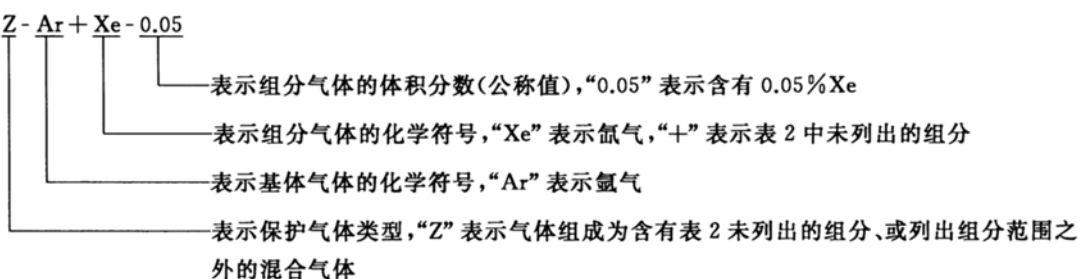 Z-Ar+Xe-0.05
表示组分气体的体积分数(公称值),“0.05”表示含有 0.05%Xe
表示组分气体的化学符号,“Xe”表示氙气,“+”表示表 2 中未列出的组分
表示基体气体的化学符号,“Ar”表示氩气
表示保护气体类型,“Z”表示气体组成为含有表 2 未列出的组分、或列出组分范围之
外的混合气体